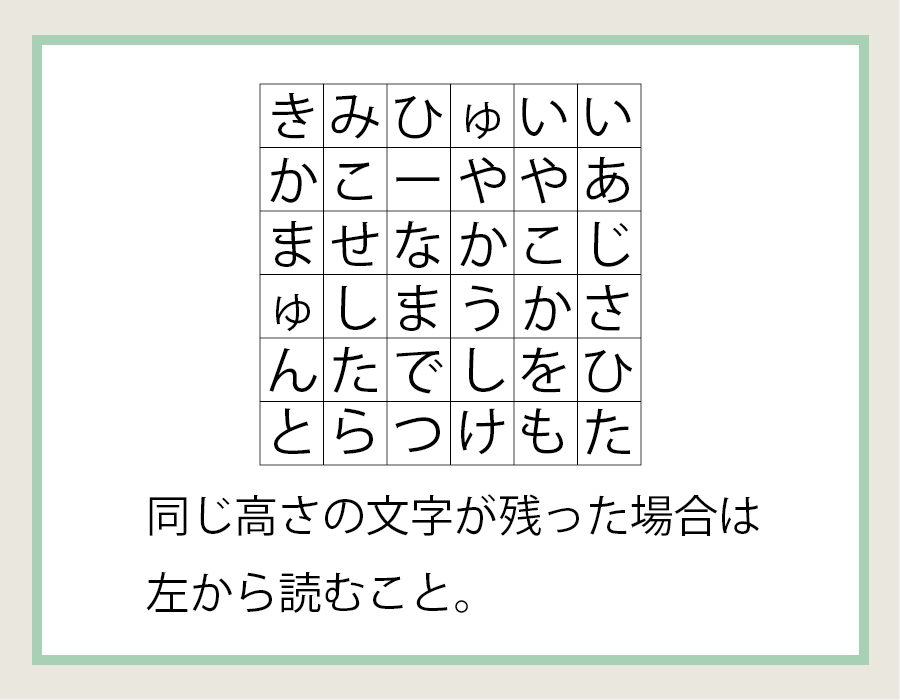 きみひゅいい
かこーややあ
ませなかこじ
ゅしまうかさ
んたでしをひ
とらつけもた
同じ高さの文字が残った場合は
左から読むこと。